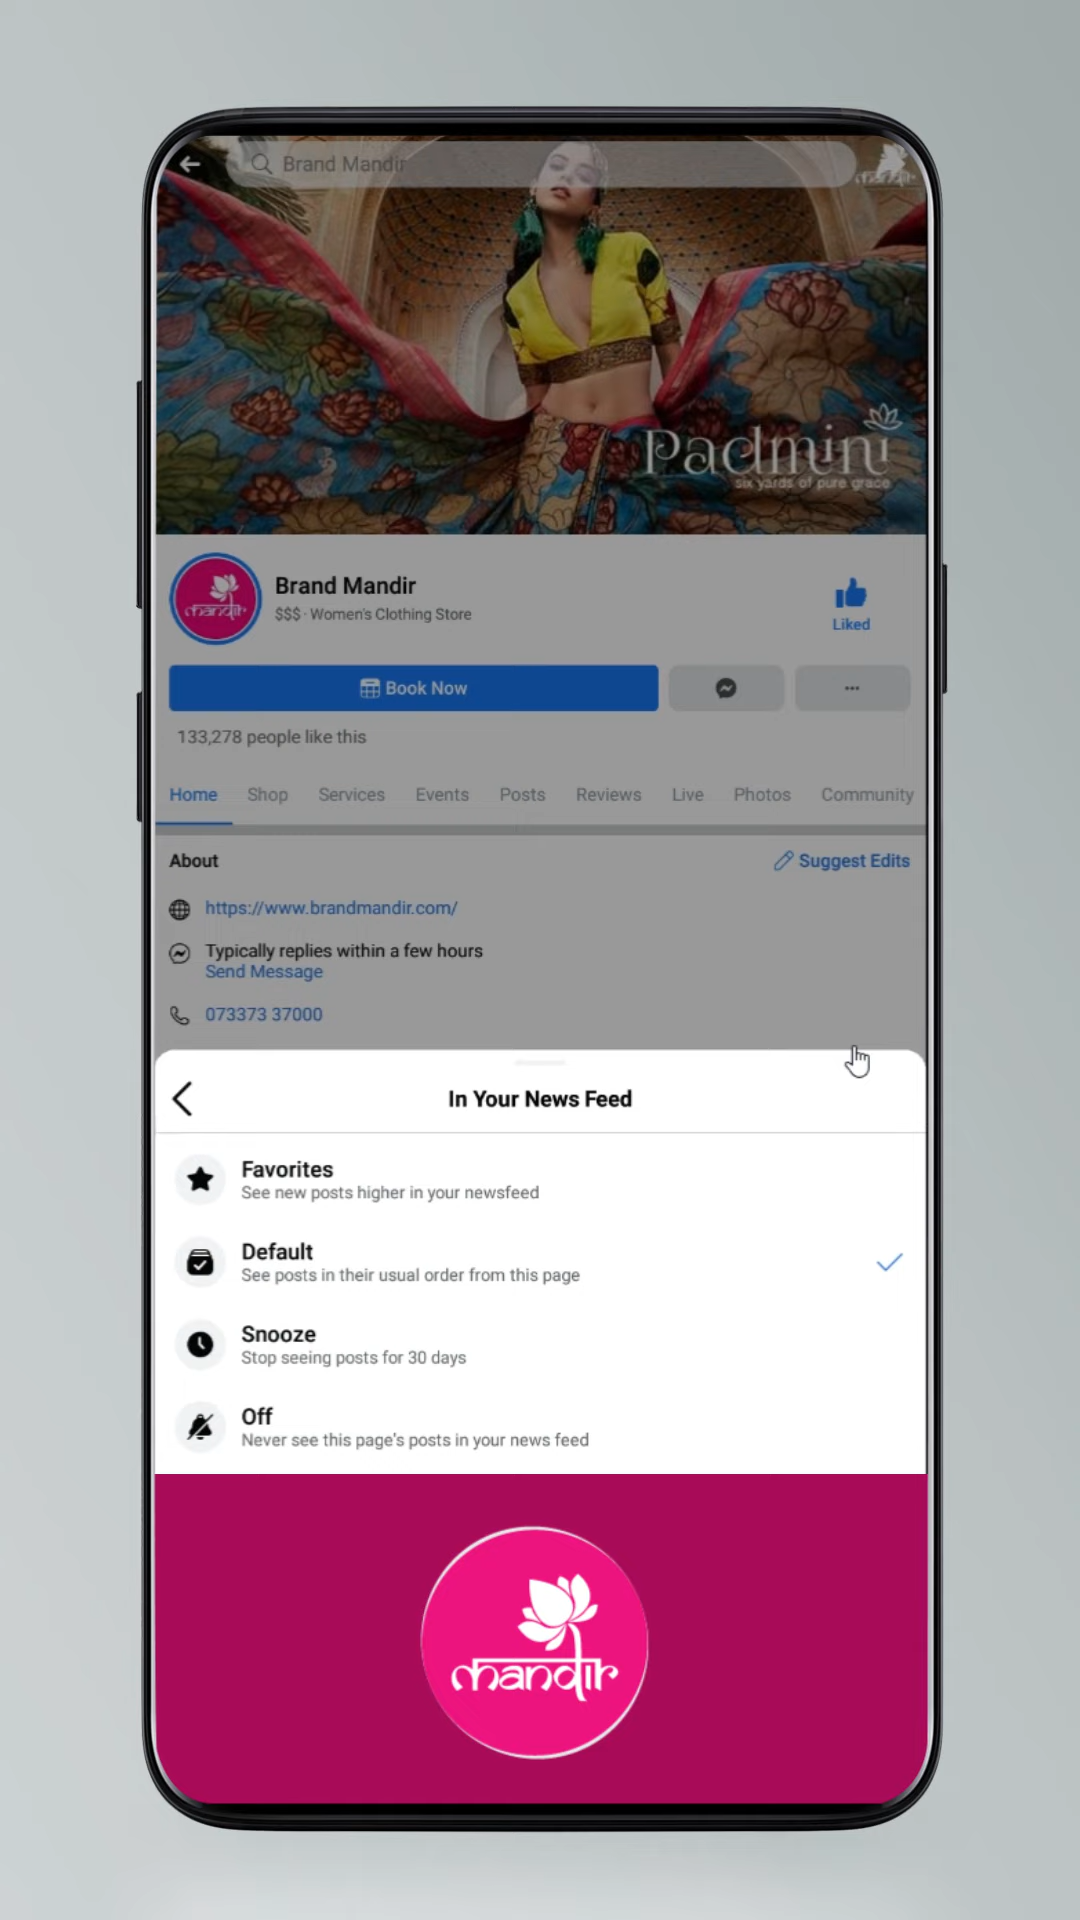 Brand Mandir
mandir
Padmini
six yards of pure grace
mandir
Brand Mandir
$$$ · Women's Clothing Store
Liked
Book Now
133,278 people like this
Home Shop Services Events Posts Reviews Live Photos Community
About
Suggest Edits
https://www.brandmandir.com/
Typically replies within a few hours
Send Message
073373 37000
In Your News Feed
Favorites
See new posts higher in your newsfeed
Default
See posts in their usual order from this page
Snooze
Stop seeing posts for 30 days
Off
Never see this page's posts in your news feed
mandir